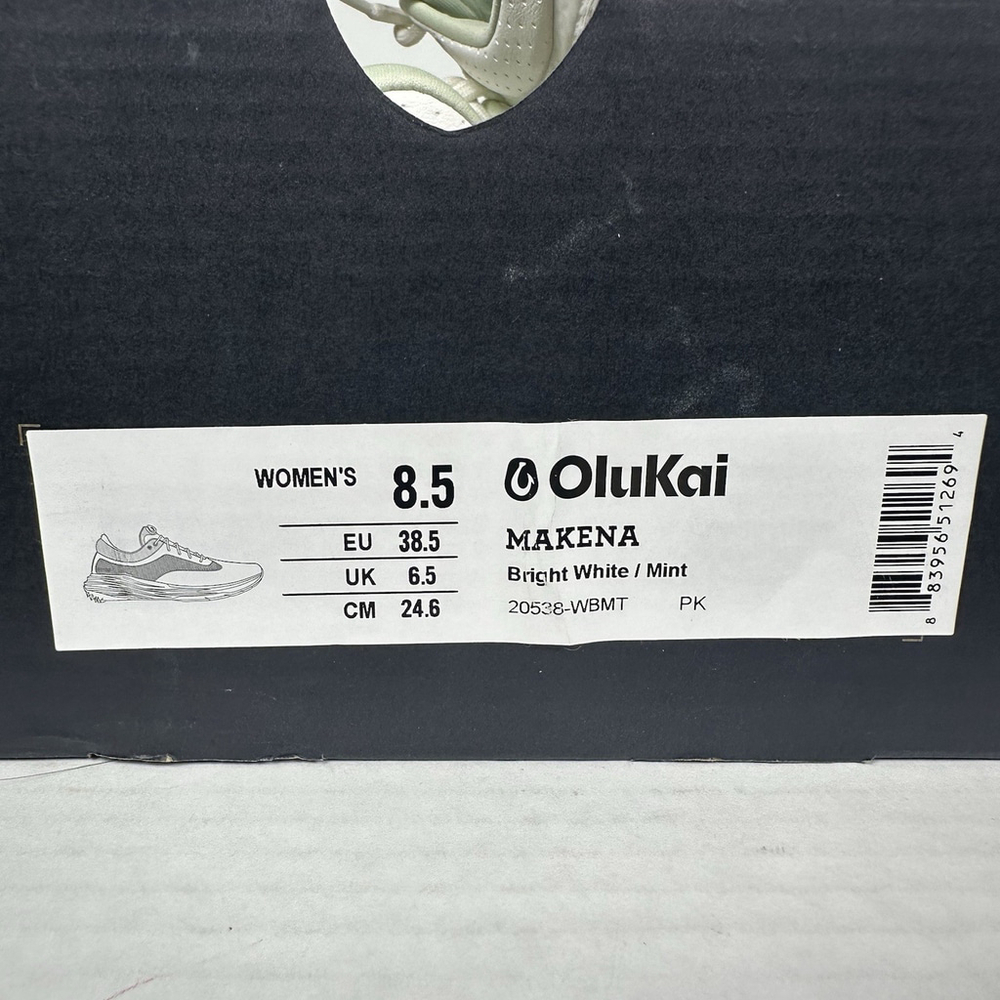 WOMEN'S 8.5
EU 38.5
UK 6.5
CM 24.6
OluKai
MAKENA
Bright White / Mint
20538-WBMT PK
8 83956 51269 4